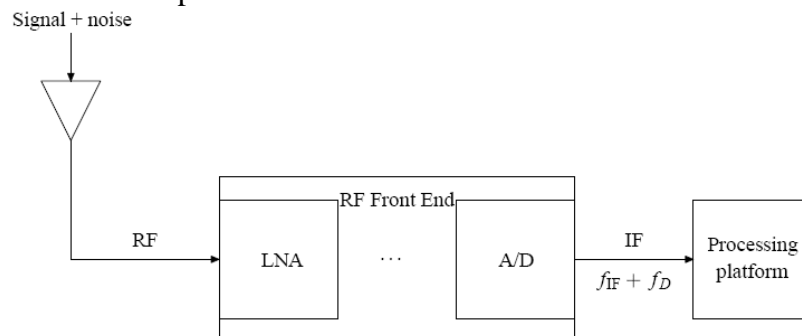 Signal + noise
RF Front End
RF
LNA
...
A/D
IF
f_IF + f_D
Processing
platform